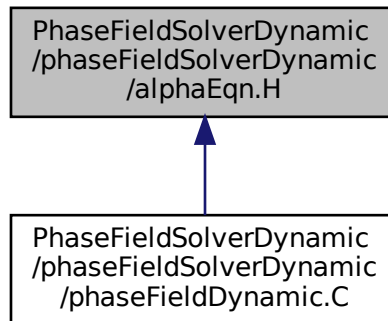 PhaseFieldSolverDynamic
/phaseFieldSolverDynamic
/alphaEqn.H
PhaseFieldSolverDynamic
/phaseFieldSolverDynamic
/phaseFieldDynamic.C